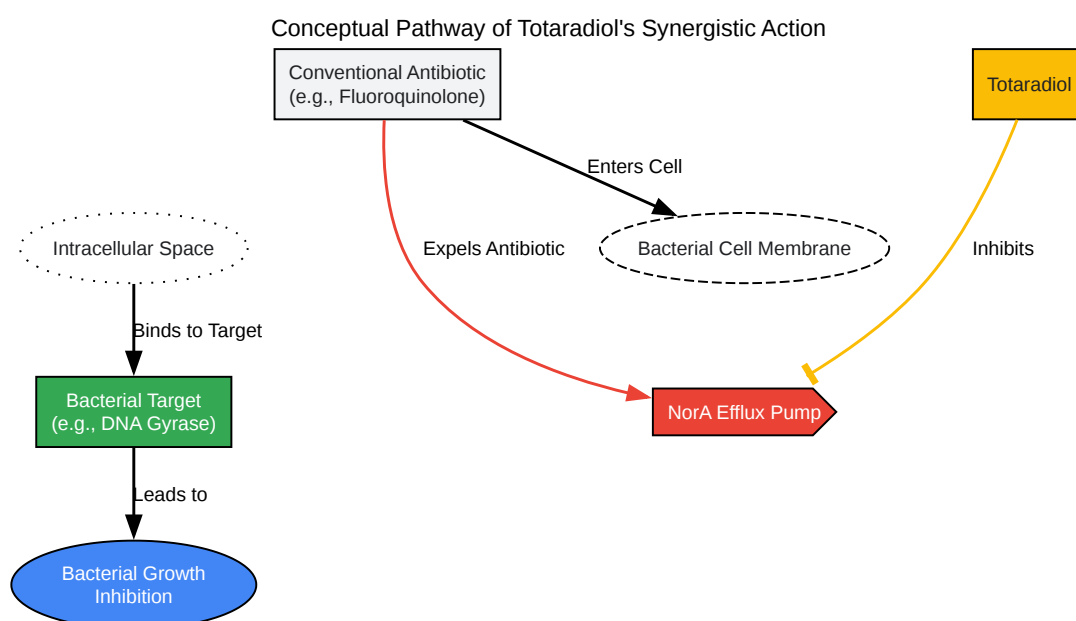 Conceptual Pathway of Totaradiol's Synergistic Action
Conventional Antibiotic
(e.g., Fluoroquinolone)
Totaradiol
Enters Cell
Intracellular Space
Expels Antibiotic
Bacterial Cell Membrane
Inhibits
Binds to Target
Bacterial Target
(e.g., DNA Gyrase)
NorA Efflux Pump
Leads to
Bacterial Growth
Inhibition